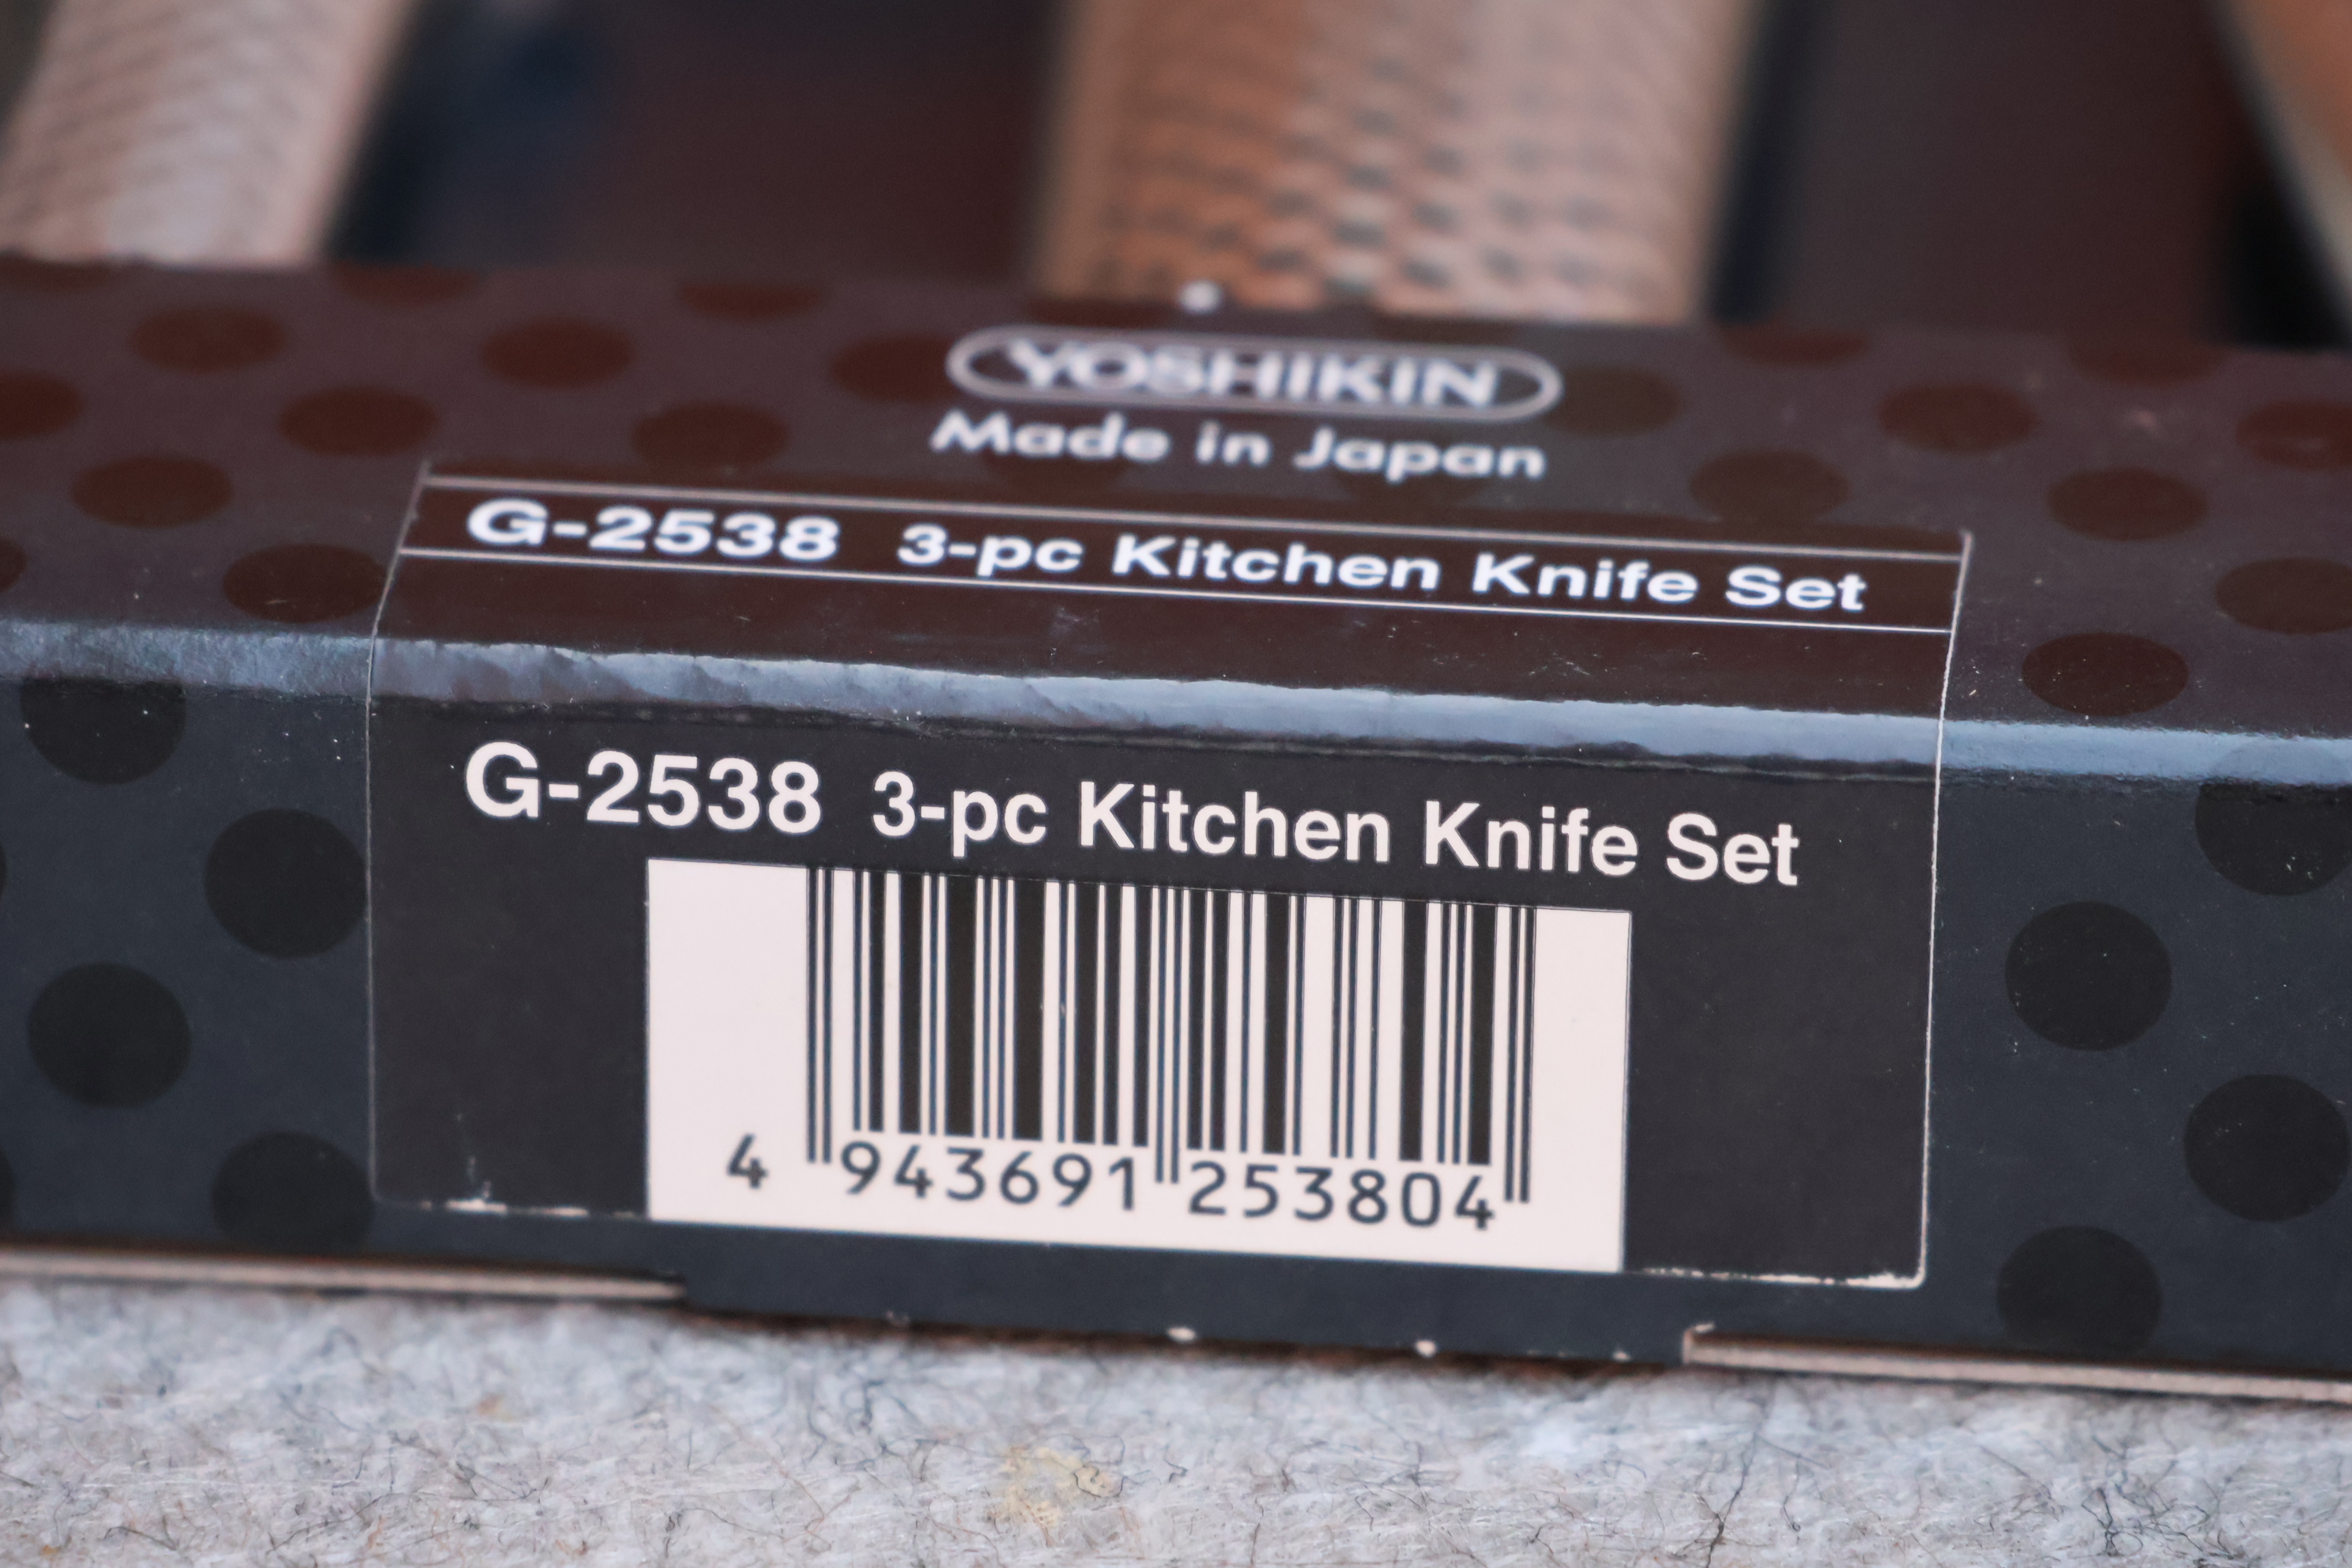 YOSHIKIN
Made in Japan
G-2538 3-pc Kitchen Knife Set
G-2538 3-pc Kitchen Knife Set
4 943691 253804